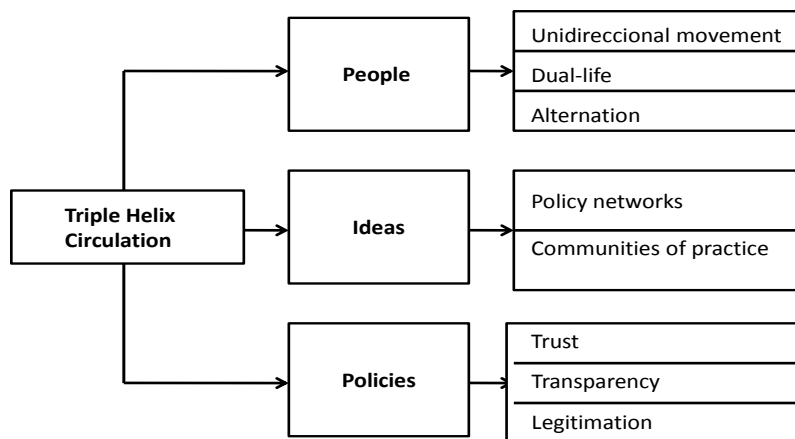 Triple Helix
Circulation
People
Unidireccional movement
Dual-life
Alternation
Ideas
Policy networks
Communities of practice
Policies
Trust
Transparency
Legitimation